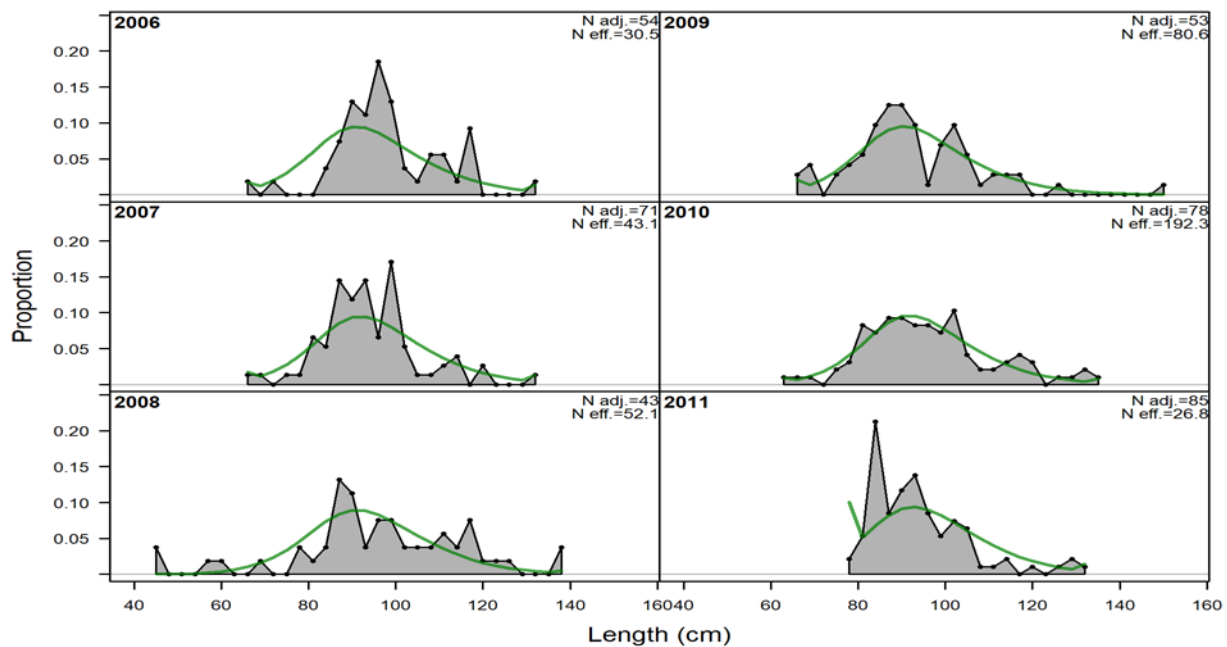 2006
N adj.=54
N eff.=30.5
2009
N adj.=53
N eff.=80.6
0.20
0.15
0.10
0.05
2007
N adj.=71
N eff.=43.1
2010
N adj.=78
N eff.=192.3
0.20
0.15
0.10
0.05
Proportion
2008
N adj.=43
N eff.=52.1
2011
N adj.=85
N eff.=26.8
0.20
0.15
0.10
0.05
40 60 80 100 120 140 160
40 60 80 100 120 140 160
Length (cm)